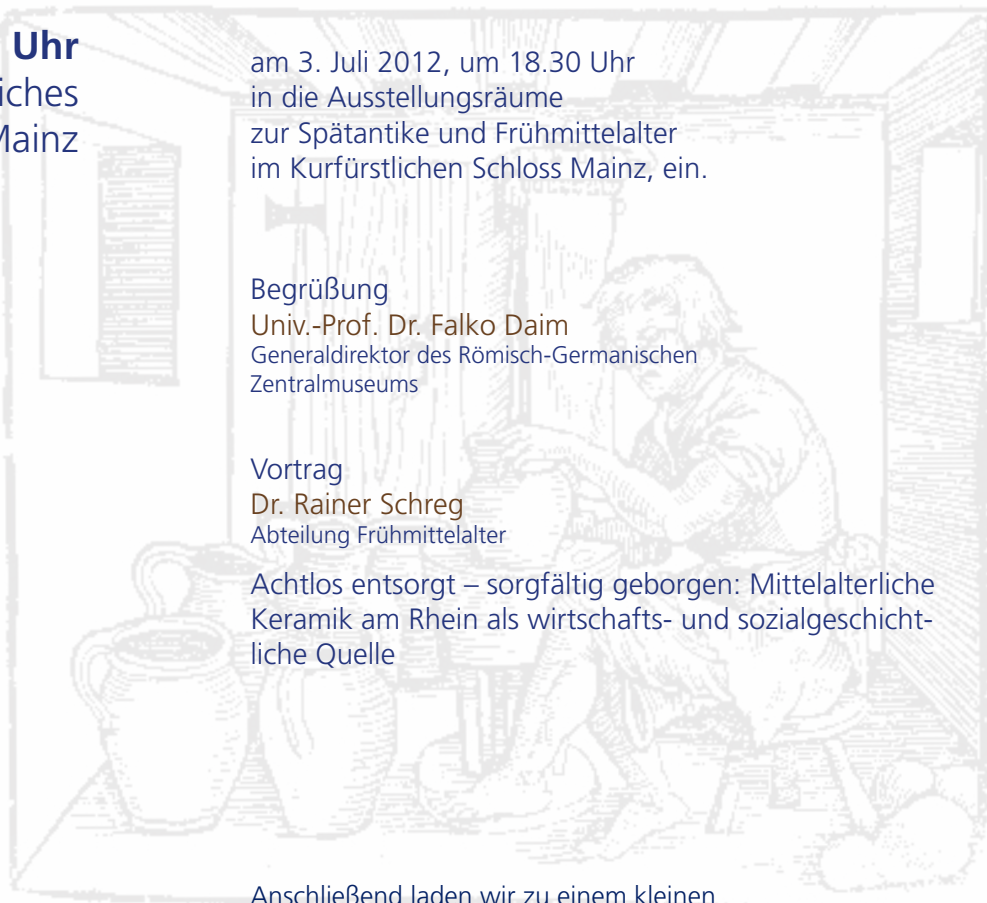 Uhr
Mainz
am 3. Juli 2012, um 18.30 Uhr
in die Ausstellungsräume
zur Spätantike und Frühmittelalter
im Kurfürstlichen Schloss Mainz, ein.
Begrüßung
Univ.-Prof. Dr. Falko Daim
Generaldirektor des Römisch-Germanischen
Zentralmuseums
Vortrag
Dr. Rainer Schreg
Abteilung Frühmittelalter
Achtlos entsorgt – sorgfältig geborgen: Mittelalterliche
Keramik am Rhein als wirtschafts- und sozialgeschicht-
liche Quelle
Anschließend laden wir zu einem kleinen